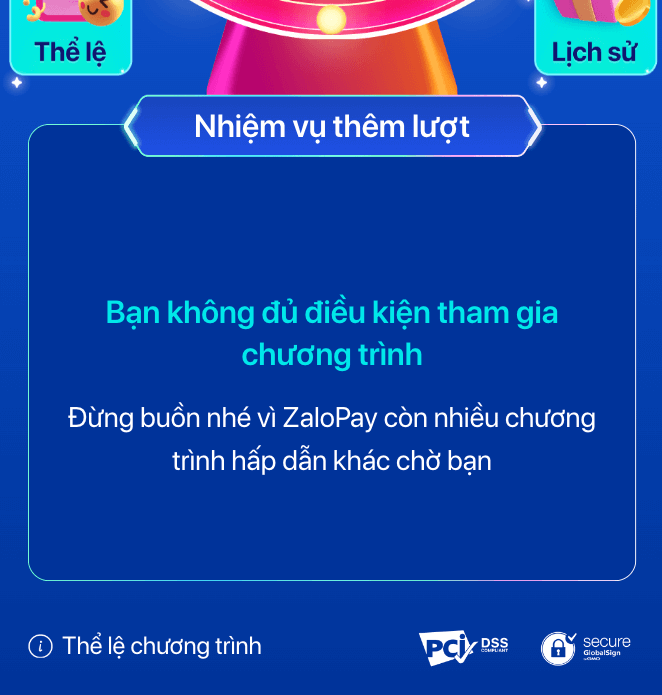 Thể lệ
Lịch sử
Nhiệm vụ thêm lượt
Bạn không đủ điều kiện tham gia
chương trình
Đừng buồn nhé vì ZaloPay còn nhiều chương
trình hấp dẫn khác chờ bạn
i Thể lệ chương trình
PCi DSS
COMPLIANT
secure
GlobalSign
by GMO